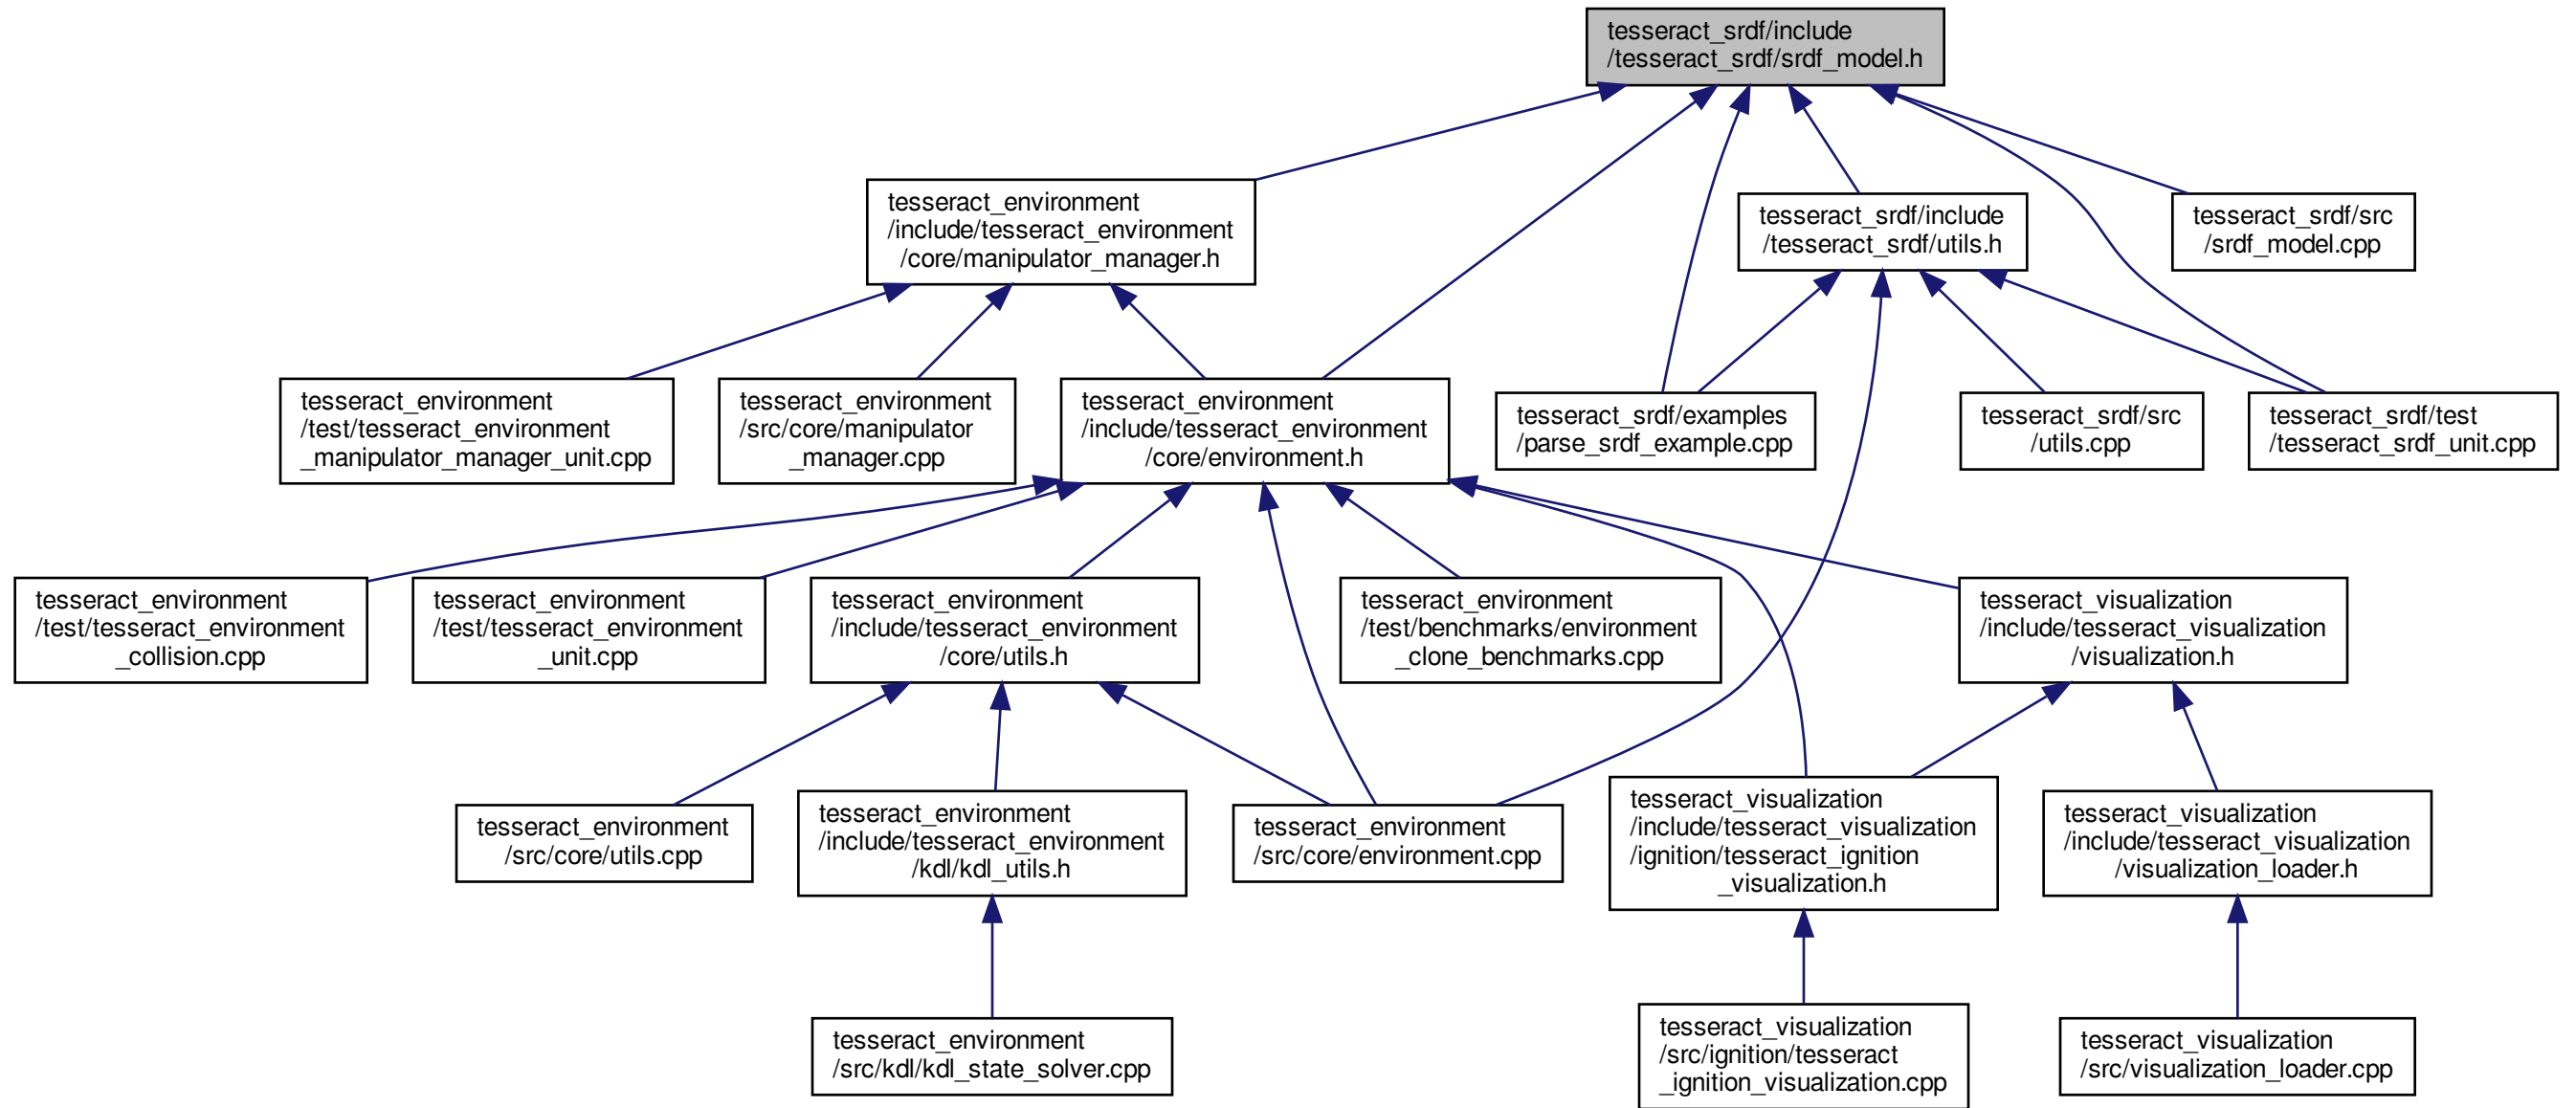 tesseract_srdf/include
/tesseract_srdf/srdf_model.h
tesseract_environment
/include/tesseract_environment
/core/manipulator_manager.h
tesseract_srdf/include
/tesseract_srdf/utils.h
tesseract_srdf/src
/srdf_model.cpp
tesseract_environment
/test/tesseract_environment
_manipulator_manager_unit.cpp
tesseract_environment
/src/core/manipulator
_manager.cpp
tesseract_environment
/include/tesseract_environment
/core/environment.h
tesseract_srdf/examples
/parse_srdf_example.cpp
tesseract_srdf/src
/utils.cpp
tesseract_srdf/test
/tesseract_srdf_unit.cpp
tesseract_environment
/test/tesseract_environment
_collision.cpp
tesseract_environment
/test/tesseract_environment
_unit.cpp
tesseract_environment
/include/tesseract_environment
/core/utils.h
tesseract_environment
/test/benchmarks/environment
_clone_benchmarks.cpp
tesseract_visualization
/include/tesseract_visualization
/visualization.h
tesseract_environment
/src/core/utils.cpp
tesseract_environment
/include/tesseract_environment
/kdl/kdl_utils.h
tesseract_environment
/src/core/environment.cpp
tesseract_visualization
/include/tesseract_visualization
/ignition/tesseract_ignition
_visualization.h
tesseract_visualization
/include/tesseract_visualization
/visualization_loader.h
tesseract_environment
/src/kdl/kdl_state_solver.cpp
tesseract_visualization
/src/ignition/tesseract
_ignition_visualization.cpp
tesseract_visualization
/src/visualization_loader.cpp